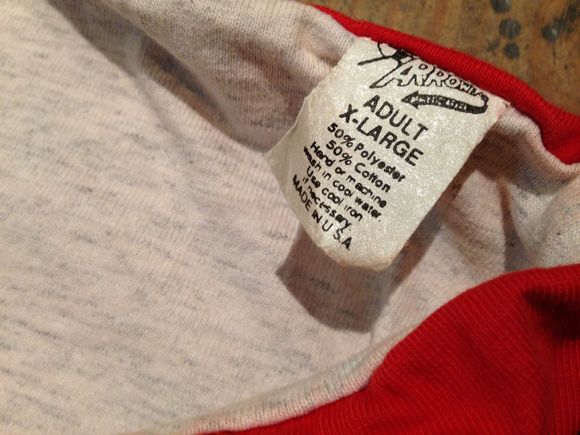 ARROW
ADULT
X-LARGE
50% Polyester
50% Cotton
Hand or machine
wash in cool water.
Use cool iron
if necessary.
MADE IN U.S.A.